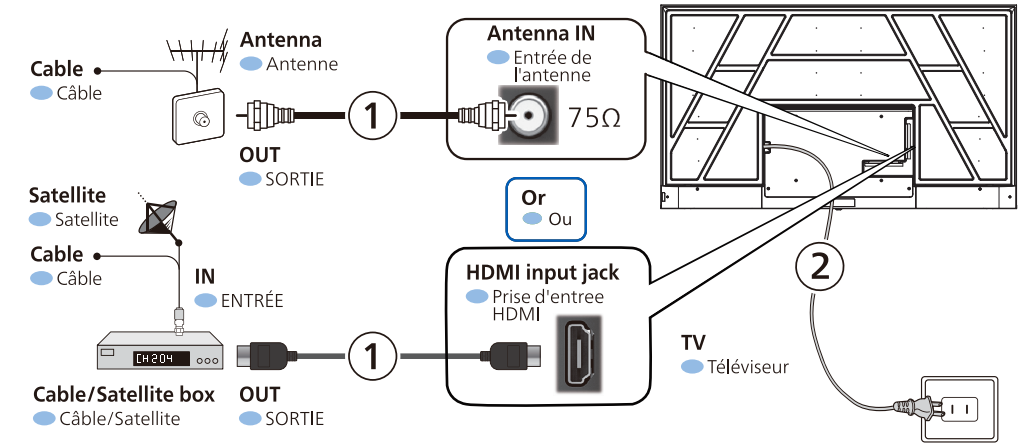 Antenna
Antenne
Cable
Câble
1
OUT
SORTIE
Antenna IN
Entrée de
l'antenne
75Ω
Or
Ou
Satellite
Satellite
Cable
Câble
IN
ENTRÉE
CH204
Cable/Satellite box
Câble/Satellite
OUT
SORTIE
1
HDMI input jack
Prise d'entree
HDMI
2
TV
Téléviseur